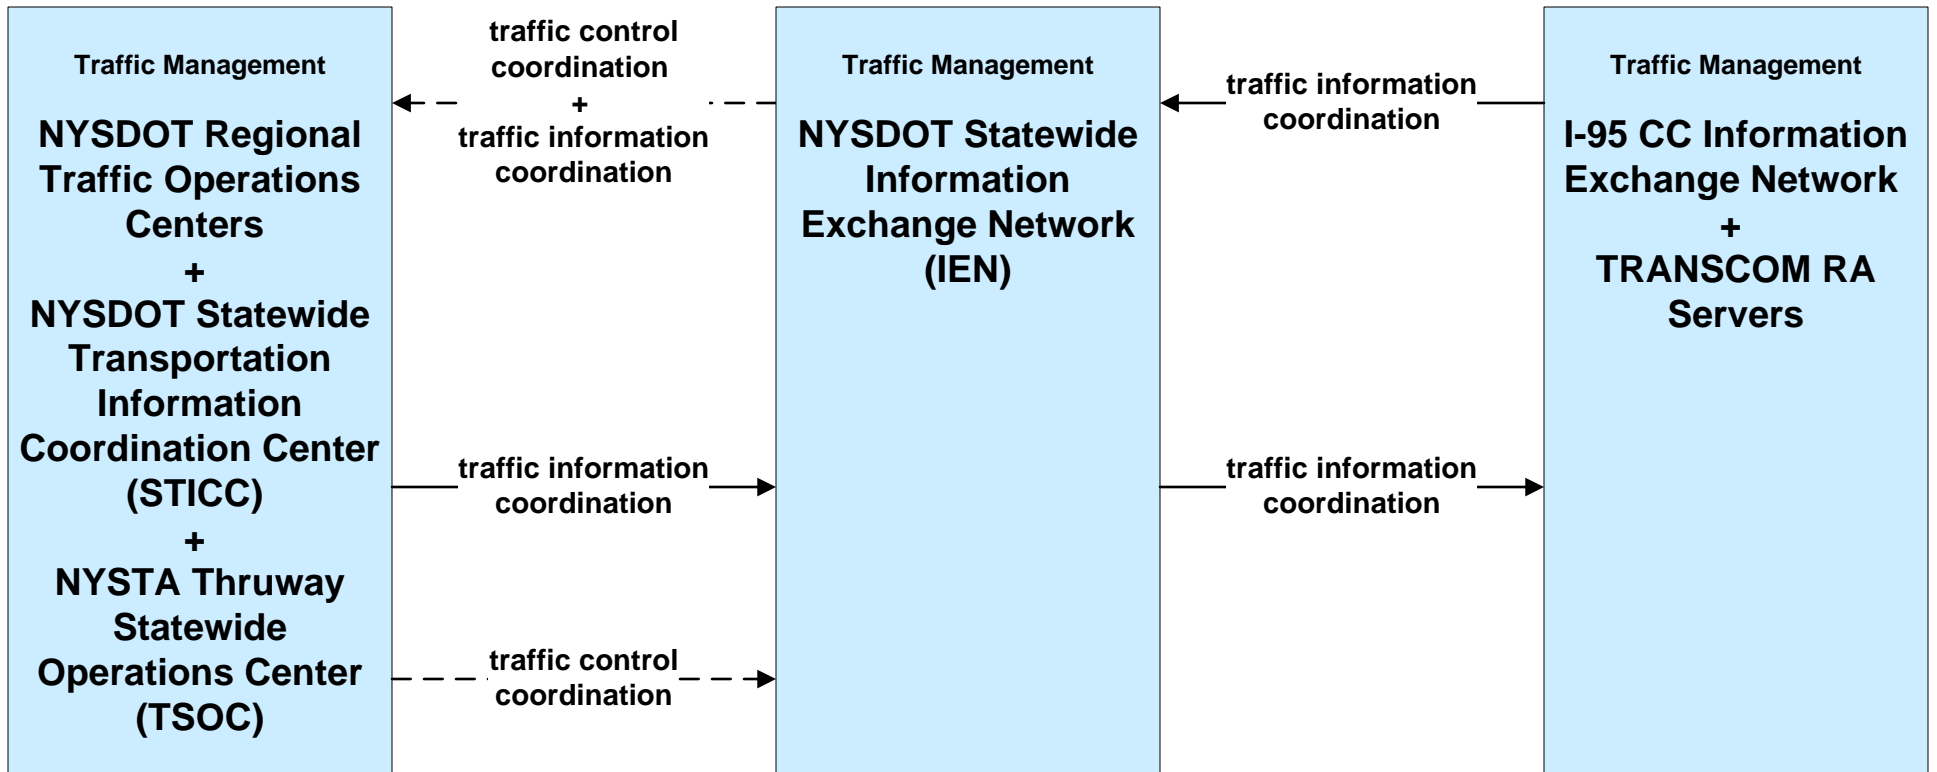 Traffic Management
NYSDOT Regional
Traffic Operations
Centers
+
NYSDOT Statewide
Transportation
Information
Coordination Center
(STICC)
+
NYSTA Thruway
Statewide
Operations Center
(TSOC)
traffic control
coordination
+
traffic information
coordination
traffic information
coordination
traffic control
coordination
Traffic Management
NYSDOT Statewide
Information
Exchange Network
(IEN)
traffic information
coordination
traffic information
coordination
Traffic Management
I-95 CC Information
Exchange Network
+
TRANSCOM RA
Servers